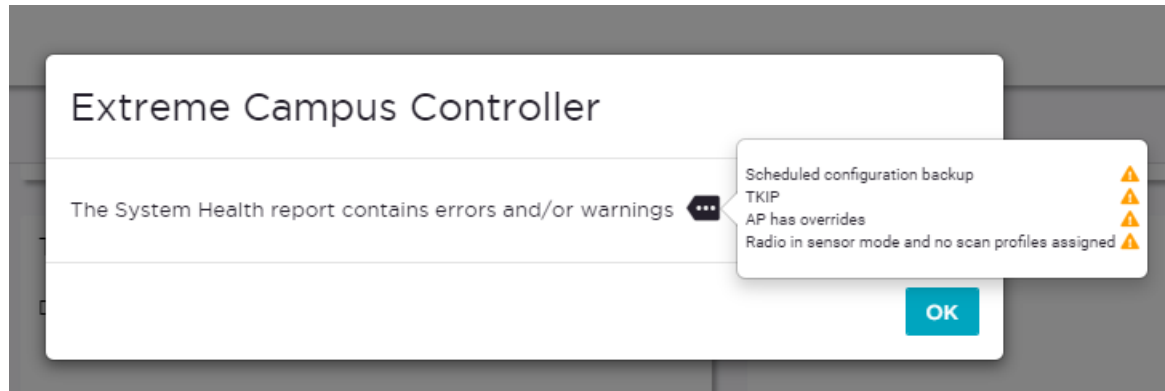 Extreme Campus Controller
The System Health report contains errors and/or warnings
Scheduled configuration backup
TKIP
AP has overrides
Radio in sensor mode and no scan profiles assigned
OK